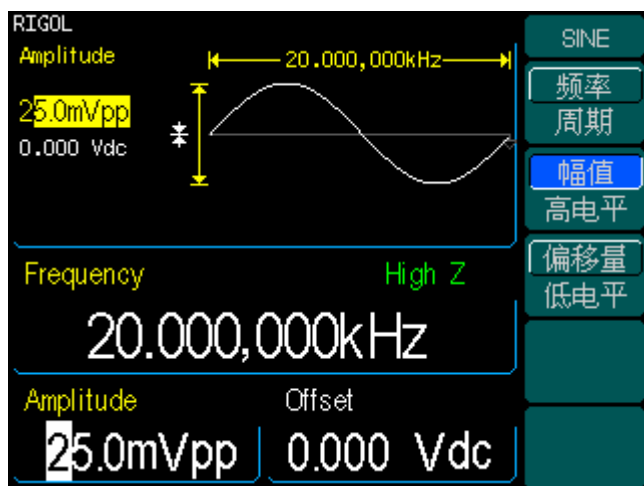 RIGOL
Amplitude
20.000,000kHz
25.0mVpp
0.000 Vdc
Frequency
High Z
20.000,000kHz
Amplitude
Offset
25.0mVpp
0.000 Vdc
SINE
频率
周期
幅值
高电平
偏移量
低电平